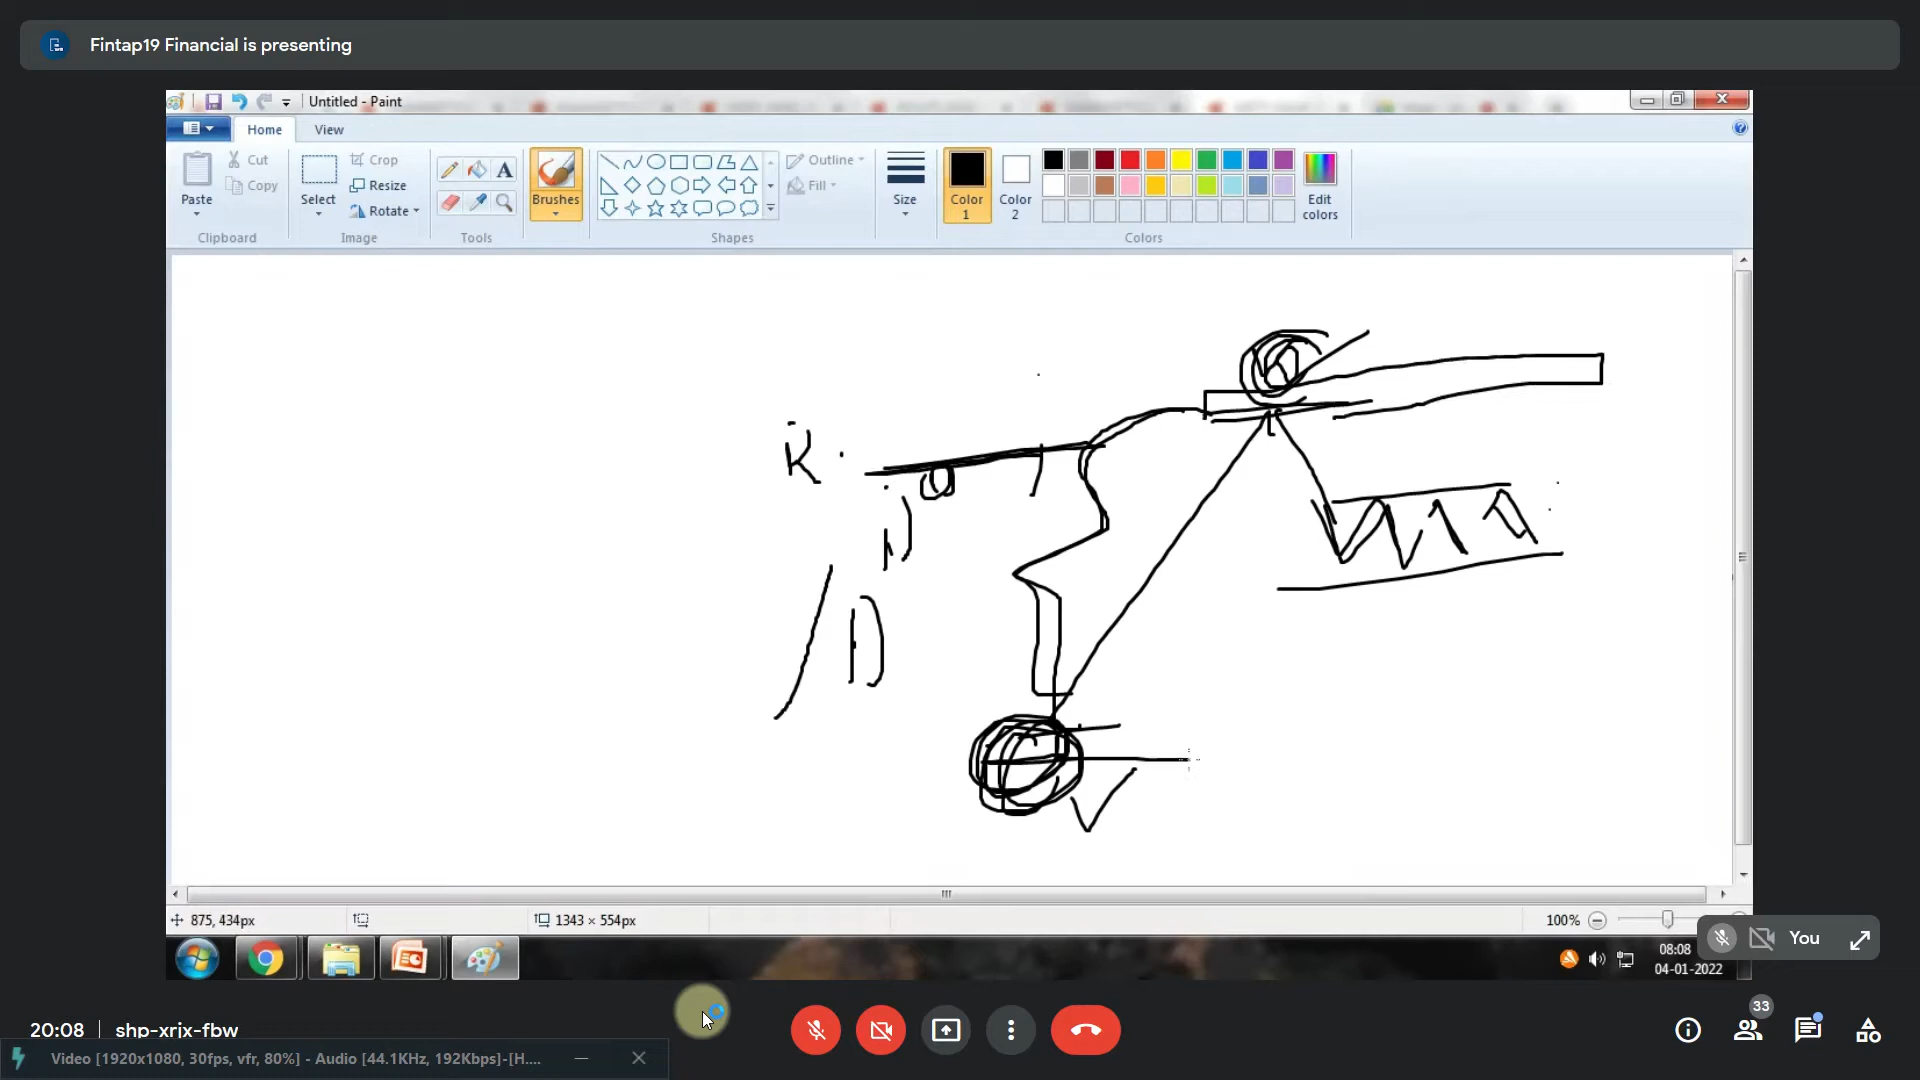 Fintap19 Financial is presenting
Untitled - Paint
Home View
Paste Cut Copy Select Crop Resize Rotate A Brushes Outline Fill Size Color 1 Color 2 Edit colors
Clipboard Image Tools Shapes Colors
R
D
875, 434px 1343 × 554px 100%
You
08:08
04-01-2022
33
20:08 | shp-xrjx-fbw
Video [1920x1080, 30fps, vfr, 80%] - Audio [44.1KHz, 192Kbps]-[H....